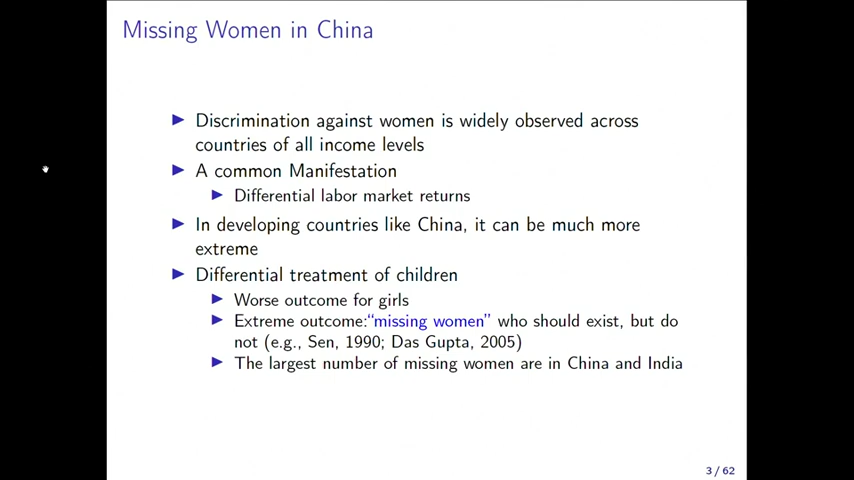 Missing Women in China
Discrimination against women is widely observed across
countries of all income levels
A common Manifestation
Differential labor market returns
In developing countries like China, it can be much more
extreme
Differential treatment of children
Worse outcome for girls
Extreme outcome:“missing women” who should exist, but do
not (e.g., Sen, 1990; Das Gupta, 2005)
The largest number of missing women are in China and India
3 / 62